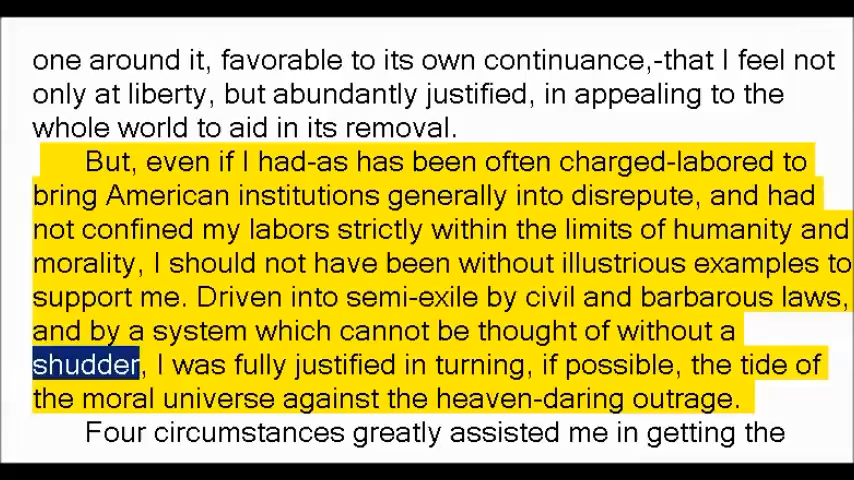 one around it, favorable to its own continuance,-that I feel not
only at liberty, but abundantly justified, in appealing to the
whole world to aid in its removal.
But, even if I had-as has been often charged-labored to
bring American institutions generally into disrepute, and had
not confined my labors strictly within the limits of humanity and
morality, I should not have been without illustrious examples to
support me. Driven into semi-exile by civil and barbarous laws,
and by a system which cannot be thought of without a
shudder, I was fully justified in turning, if possible, the tide of
the moral universe against the heaven-daring outrage.
Four circumstances greatly assisted me in getting the